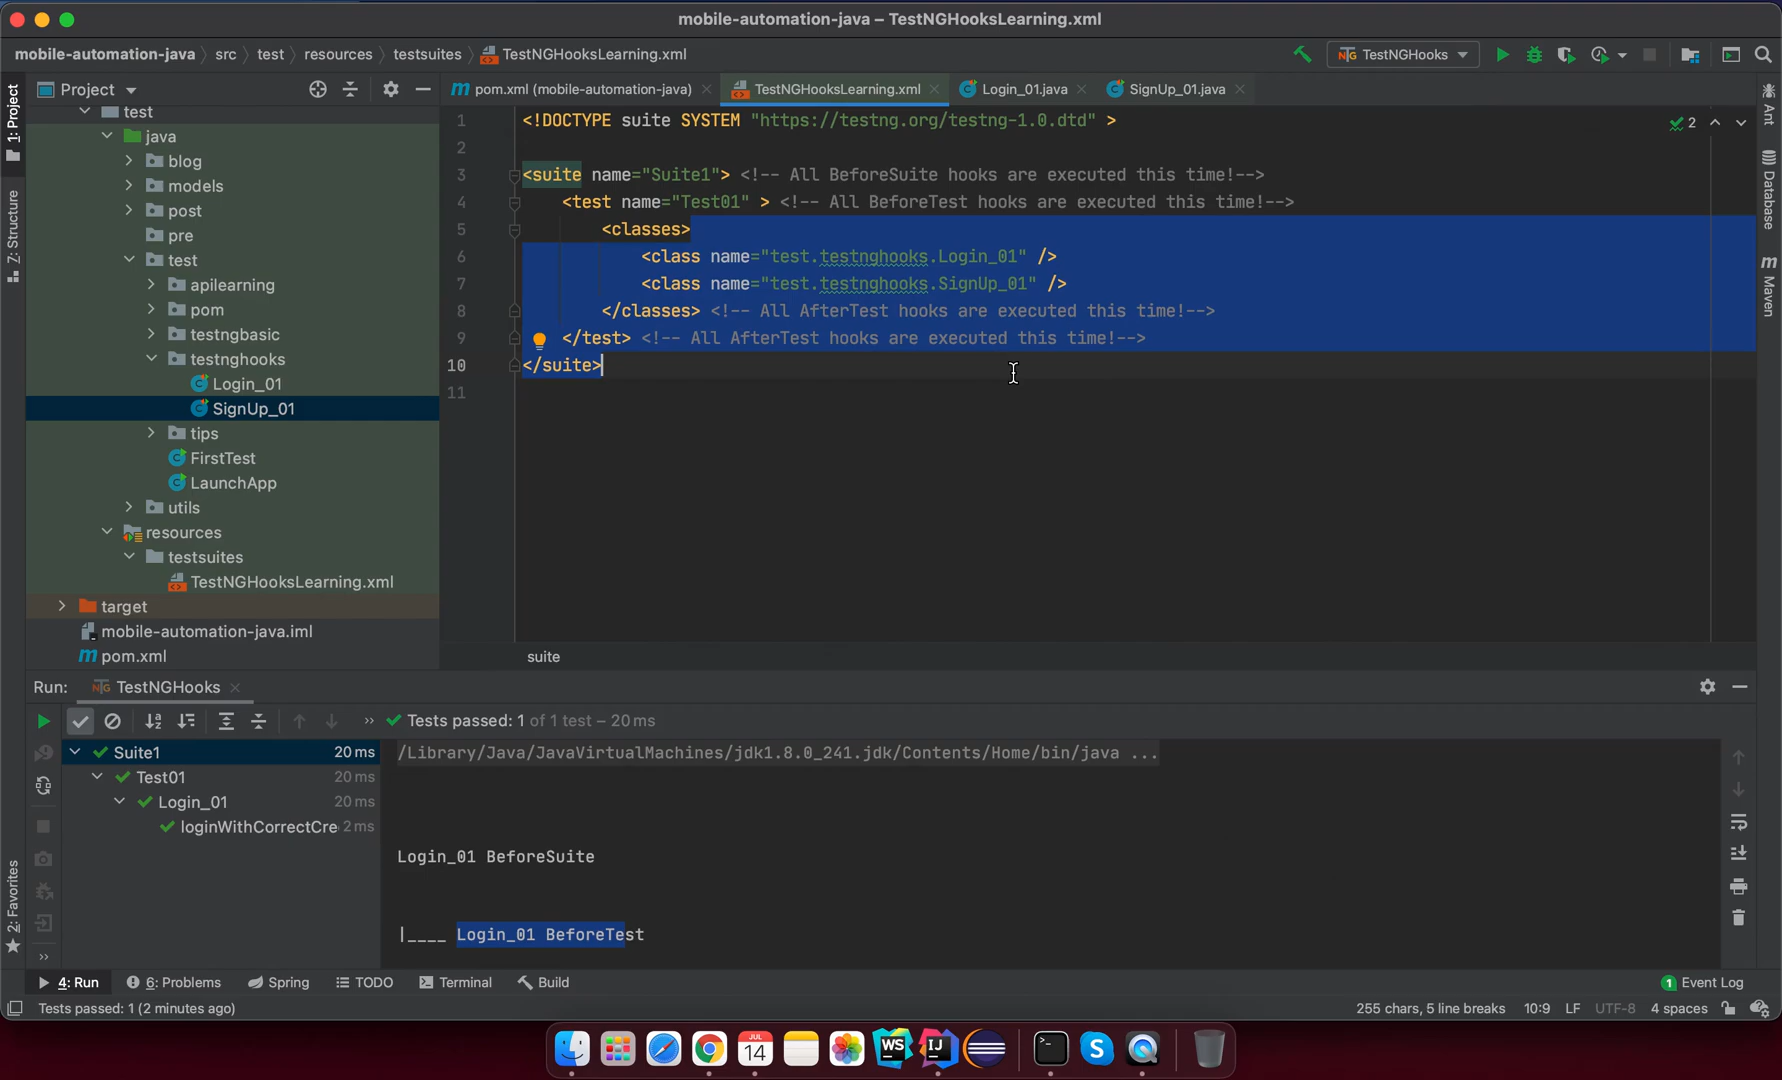 mobile-automation-java – TestNGHooksLearning.xml
mobile-automation-java
src
test
resources
testsuites
TestNGHooksLearning.xml
TestNGHooks
Project
pom.xml (mobile-automation-java)
TestNGHooksLearning.xml
Login_01.java
SignUp_01.java
1: Project
7: Structure
2: Favorites
test
java
blog
models
post
pre
test
apilearning
pom
testngbasic
testnghooks
Login_01
SignUp_01
tips
FirstTest
LaunchApp
utils
resources
testsuites
TestNGHooksLearning.xml
target
mobile-automation-java.iml
pom.xml
1 <!DOCTYPE suite SYSTEM "https://testng.org/testng-1.0.dtd" >
2
3 <suite name="Suite1"> <!-- All BeforeSuite hooks are executed this time!-->
4 <test name="Test01" > <!-- All BeforeTest hooks are executed this time!-->
5 <classes>
6 <class name="test.testnghooks.Login_01" />
7 <class name="test.testnghooks.SignUp_01" />
8 </classes> <!-- All AfterTest hooks are executed this time!-->
9 </test> <!-- All AfterTest hooks are executed this time!-->
10 </suite>
11
2
suite
Ant
Database
Maven
Run:
TestNGHooks
Tests passed: 1 of 1 test – 20 ms
Suite1 20 ms
Test01 20 ms
Login_01 20 ms
loginWithCorrectCre 2 ms
/Library/Java/JavaVirtualMachines/jdk1.8.0_241.jdk/Contents/Home/bin/java ...
Login_01 BeforeSuite
|____ Login_01 BeforeTest
4: Run
6: Problems
Spring
TODO
Terminal
Build
1 Event Log
Tests passed: 1 (2 minutes ago)
255 chars, 5 line breaks
10:9
LF
UTF-8
4 spaces
JUL
14
WS
IJ